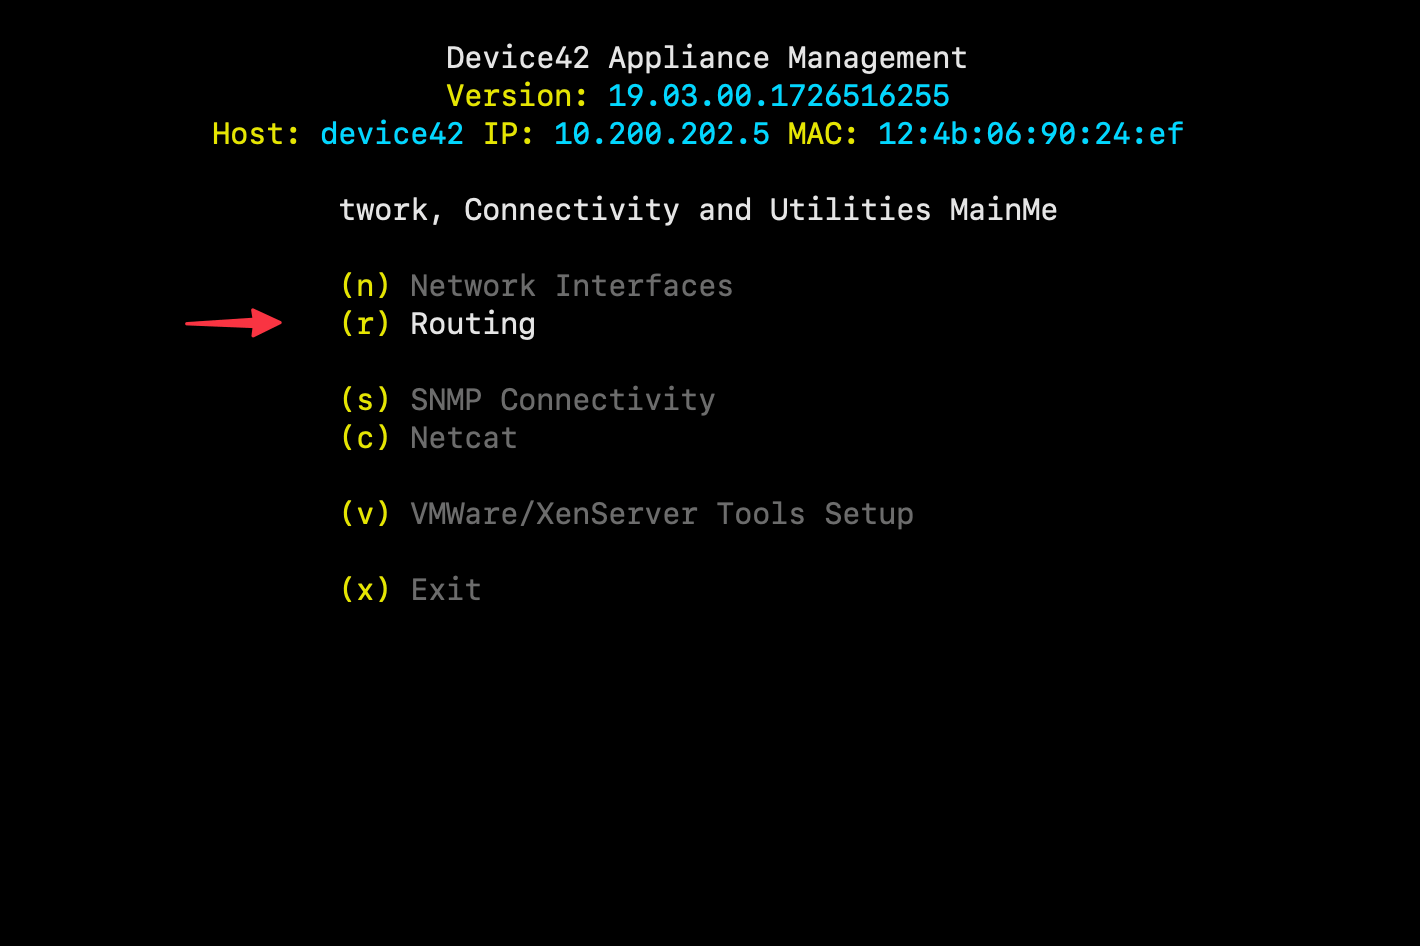 Device42 Appliance Management
Version: 19.03.00.1726516255
Host: device42 IP: 10.200.202.5 MAC: 12:4b:06:90:24:ef
twork, Connectivity and Utilities MainMe
(n) Network Interfaces
(r) Routing
(s) SNMP Connectivity
(c) Netcat
(v) VMWare/XenServer Tools Setup
(x) Exit